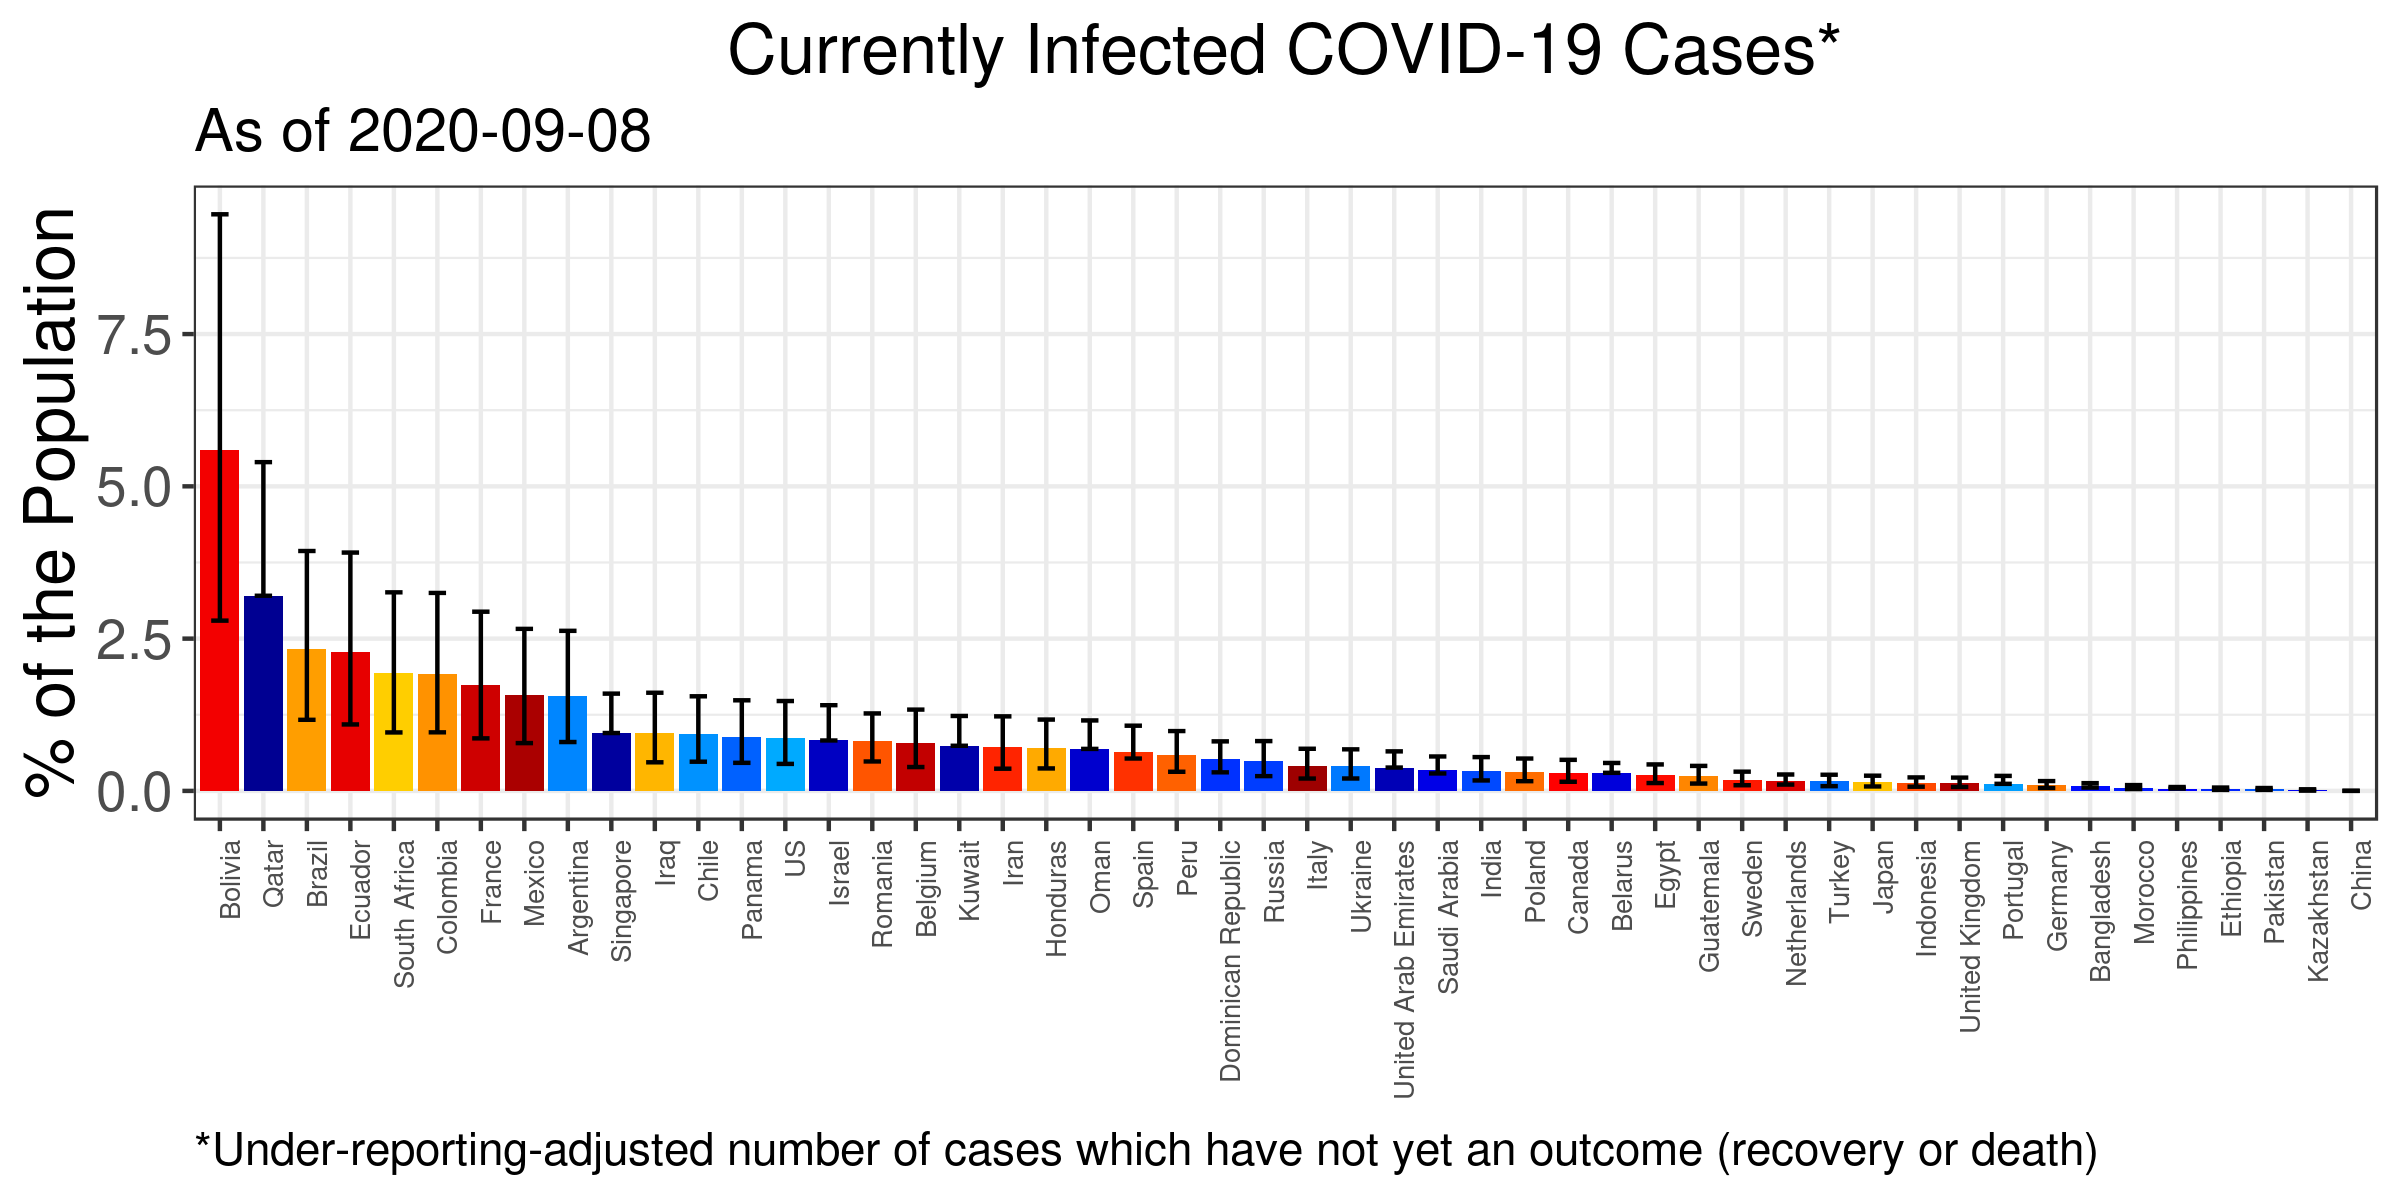 Currently Infected COVID-19 Cases*
As of 2020-09-08
% of the Population
7.5
5.0
2.5
0.0
Bolivia
Qatar
Brazil
Ecuador
South Africa
Colombia
France
Mexico
Argentina
Singapore
Iraq
Chile
Panama
US
Israel
Romania
Belgium
Kuwait
Iran
Honduras
Oman
Spain
Peru
Dominican Republic
Russia
Italy
Ukraine
United Arab Emirates
Saudi Arabia
India
Poland
Canada
Belarus
Egypt
Guatemala
Sweden
Netherlands
Turkey
Japan
Indonesia
United Kingdom
Portugal
Germany
Bangladesh
Morocco
Philippines
Ethiopia
Pakistan
Kazakhstan
China
*Under-reporting-adjusted number of cases which have not yet an outcome (recovery or death)